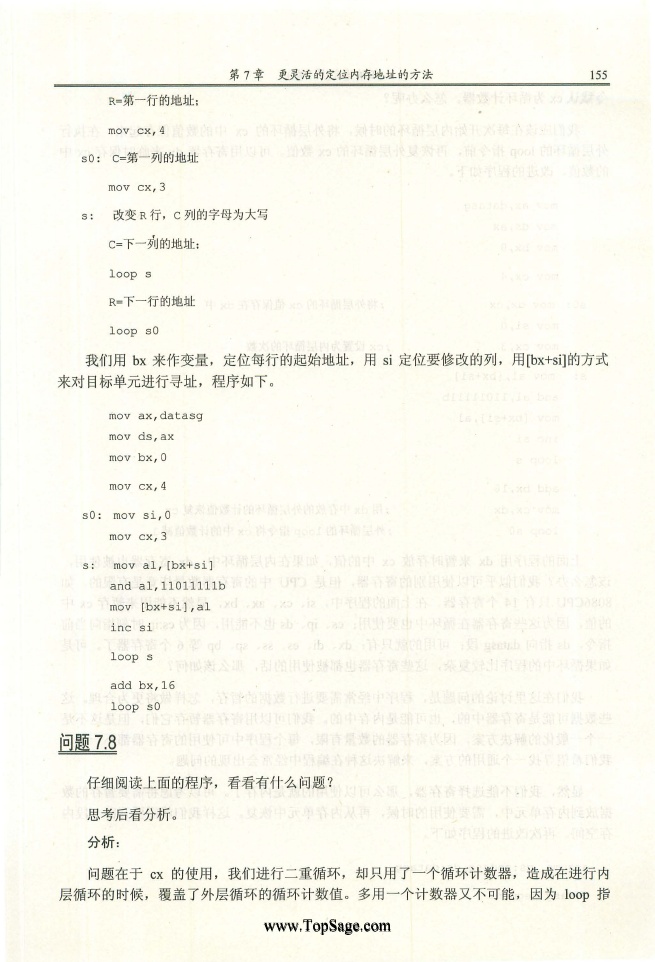 第 7 章 更灵活的定位内存地址的方法 155
R=第一行的地址;
mov cx,4
s0: C=第一列的地址
mov cx,3
s: 改变 R 行，C 列的字母为大写
C=下一列的地址;
loop s
R=下一行的地址
loop s0
我们用 bx 来作变量，定位每行的起始地址，用 si 定位要修改的列，用[bx+si]的方式
来对目标单元进行寻址，程序如下。
mov ax,datasg
mov ds,ax
mov bx,0
mov cx,4
s0: mov si,0
mov cx,3
s: mov al,[bx+si]
and al,11011111b
mov [bx+si],al
inc si
loop s
add bx,16
loop s0
问题 7.8
仔细阅读上面的程序，看看有什么问题？
思考后看分析。
分析：
问题在于 cx 的使用，我们进行二重循环，却只用了一个循环计数器，造成在进行内
层循环的时候，覆盖了外层循环的循环计数值。多用一个计数器又不可能，因为 loop 指
www.TopSage.com